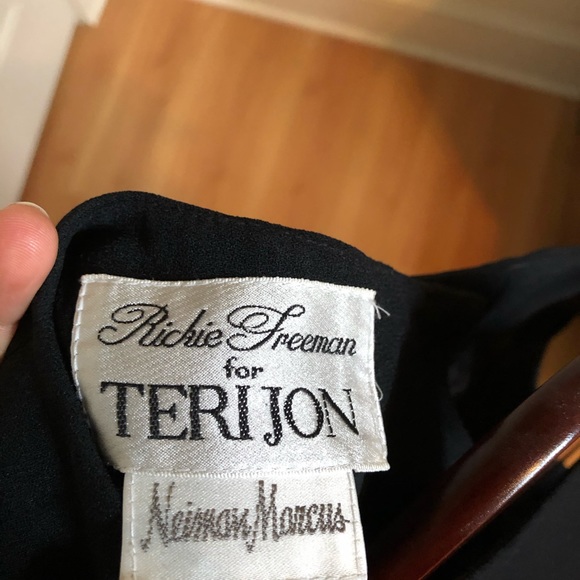 Richie Freeman
for
TERI JON
Neiman Marcus